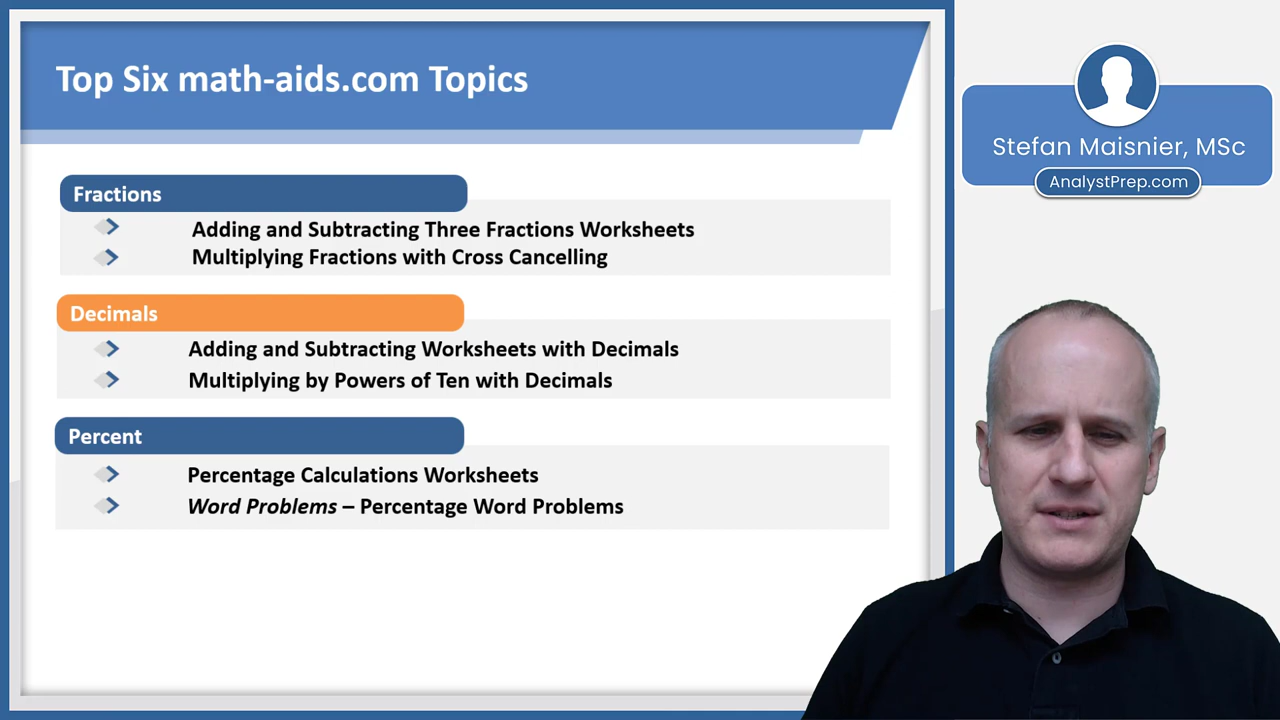 Top Six math-aids.com Topics
Stefan Maisnier, MSc
AnalystPrep.com
Fractions
Adding and Subtracting Three Fractions Worksheets
Multiplying Fractions with Cross Cancelling
Decimals
Adding and Subtracting Worksheets with Decimals
Multiplying by Powers of Ten with Decimals
Percent
Percentage Calculations Worksheets
Word Problems – Percentage Word Problems